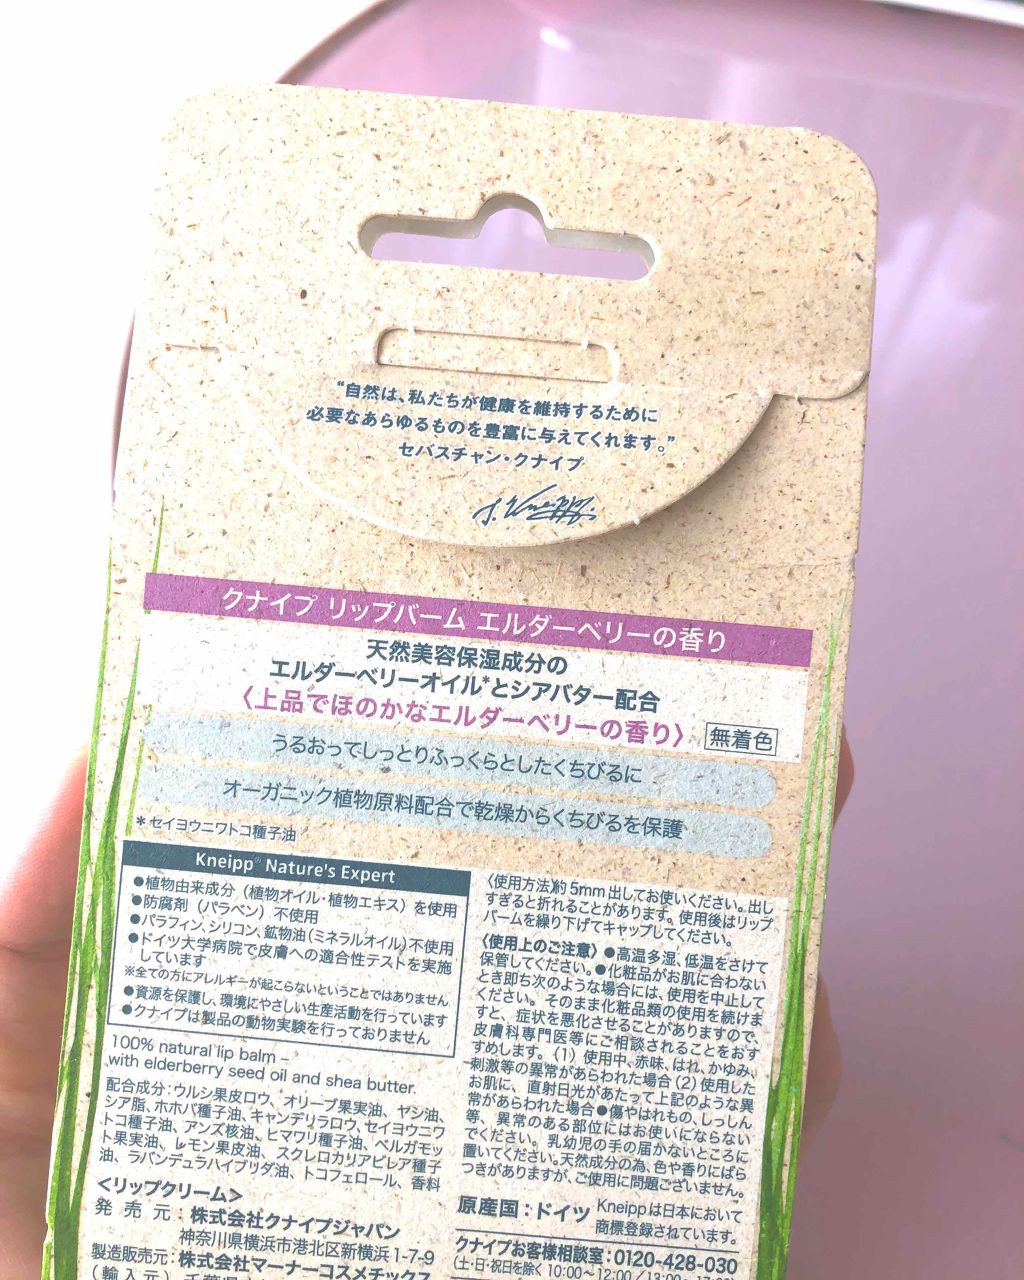 “自然は、私たちが健康を維持するために
必要なあらゆるものを豊富に与えてくれます。”
セバスチャン・クナイプ
クナイプ リップバーム エルダーベリーの香り
天然美容保湿成分の
エルダーベリーオイル*とシアバター配合
〈上品でほのかなエルダーベリーの香り〉 無着色
うるおってしっとりふっくらとしたくちびるに
オーガニック植物原料配合で乾燥からくちびるを保護
*セイヨウニワトコ種子油
Kneipp® Nature's Expert
●植物由来成分（植物オイル・植物エキス）を使用
●防腐剤（パラベン）不使用
●パラフィン、シリコン、鉱物油（ミネラルオイル）不使用
●ドイツ大学病院で皮膚への適合性テストを実施
しています
※全ての方にアレルギーが起こらないということではありません
●資源を保護し、環境にやさしい生産活動を行っています
●クナイプは製品の動物実験を行っておりません
100% natural lip balm –
with elderberry seed oil and shea butter.
配合成分：ウルシ果皮ロウ、オリーブ果実油、ヤシ油、
シア脂、ホホバ種子油、キャンデリラロウ、セイヨウニワ
トコ種子油、アンズ核油、ヒマワリ種子油、ベルガモッ
ト果実油、レモン果皮油、スクレロカリアビレア種子
油、ラバンデュラハイブリダ油、トコフェロール、香料
＜リップクリーム＞
発売元：株式会社クナイプジャパン
神奈川県横浜市港北区新横浜1-7-9
製造販売元：株式会社マーナーコスメチックス
（輸入元）千葉県
〈使用方法〉約5mm出してお使いください。出し
すぎると折れることがあります。使用後はリップ
バームを繰り下げてキャップしてください。
〈使用上のご注意〉●高温多湿、低温をさけて
保管してください。●化粧品がお肌に合わない
とき即ち次のような場合には、使用を中止して
ください。そのまま化粧品類の使用を続けま
すと、症状を悪化させることがありますので、
皮膚科専門医等にご相談されることをおす
すめします。（1）使用中、赤味、はれ、かゆみ、
刺激等の異常があらわれた場合（2）使用した
お肌に、直射日光があたって上記のような異
常があらわれた場合●傷やはれもの、しっしん
等、異常のある部位にはお使いにならない
でください。乳幼児の手の届かないところに
置いてください。天然成分の為、色や香りにばら
つきがありますが、ご使用に問題ございません。
原産国：ドイツ Kneippは日本において
商標登録されています。
クナイプお客様相談室：0120-428-030
（土・日・祝日を除く 10:00〜12:00/13:00〜17:00）